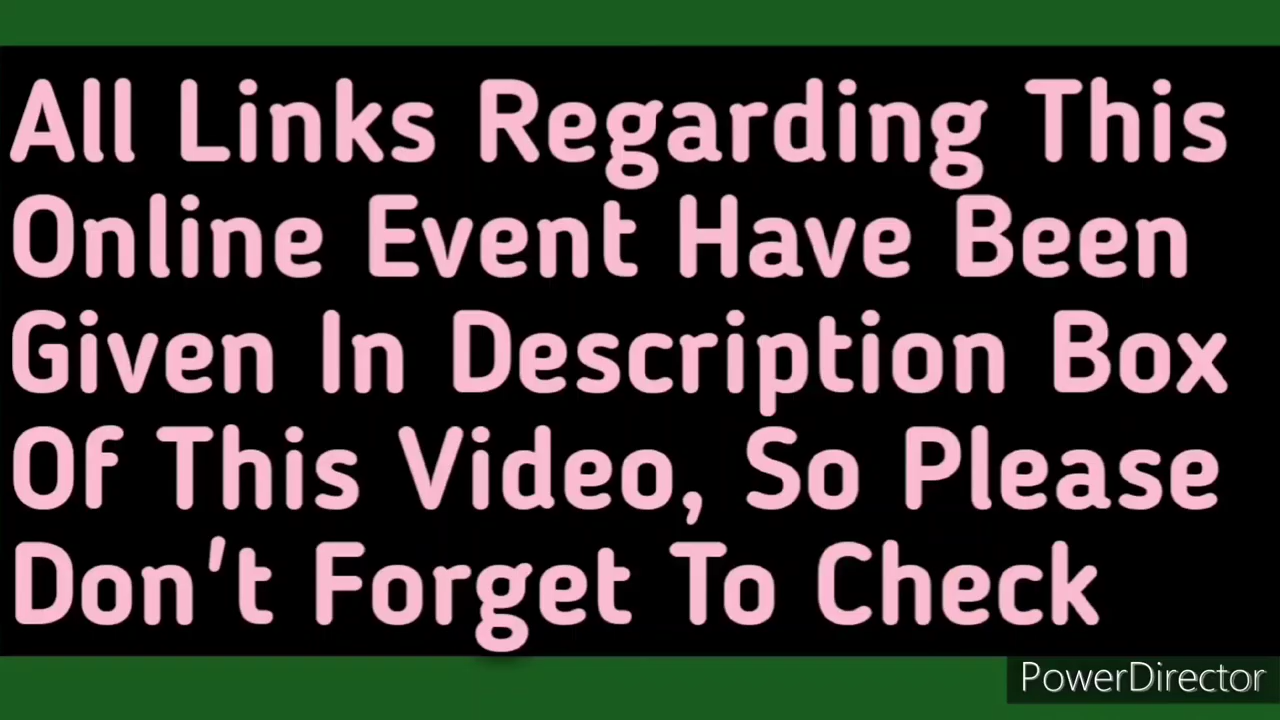 All Links Regarding This
Online Event Have Been
Given In Description Box
Of This Video, So Please
Don't Forget To Check
PowerDirector